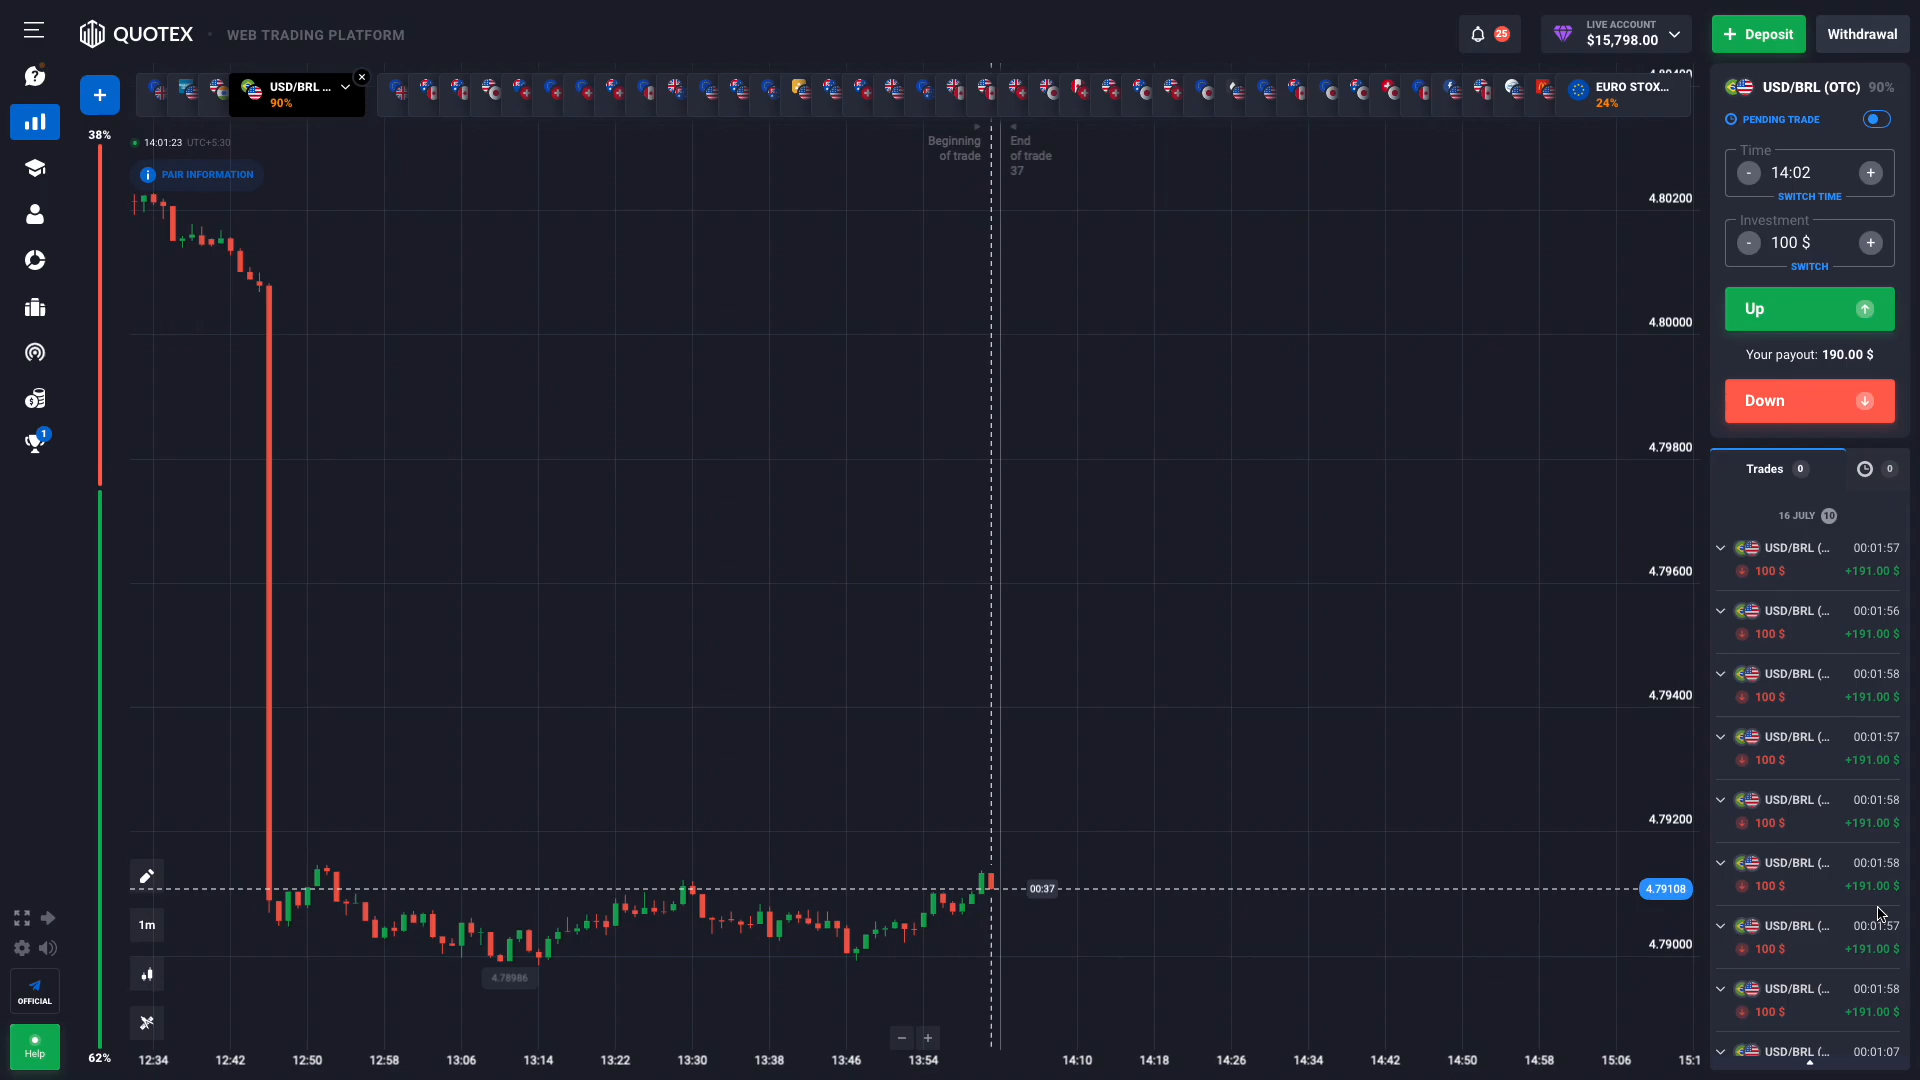 QUOTEX
WEB TRADING PLATFORM
25
LIVE ACCOUNT
$15,798.00
+ Deposit
Withdrawal
+
USD/BRL ...
90%
EURO STOX...
24%
38%
14:01:23 UTC+5:30
PAIR INFORMATION
Beginning
of trade
End
of trade
37
4.80200
4.80000
4.79800
4.79600
4.79400
4.79200
4.79108
4.79000
00:37
4.78986
1m
12:34
12:42
12:50
12:58
13:06
13:14
13:22
13:30
13:38
13:46
13:54
14:10
14:18
14:26
14:34
14:42
14:50
14:58
15:06
15:1
62%
1
OFFICIAL
Help
USD/BRL (OTC) 90%
PENDING TRADE
Time
- 14:02 +
SWITCH TIME
Investment
- 100 $ +
SWITCH
Up
Your payout: 190.00 $
Down
Trades 0
0
16 JULY 10
USD/BRL (... 00:01:57
100 $ +191.00 $
USD/BRL (... 00:01:56
100 $ +191.00 $
USD/BRL (... 00:01:58
100 $ +191.00 $
USD/BRL (... 00:01:57
100 $ +191.00 $
USD/BRL (... 00:01:58
100 $ +191.00 $
USD/BRL (... 00:01:58
100 $ +191.00 $
USD/BRL (... 00:01:57
100 $ +191.00 $
USD/BRL (... 00:01:58
100 $ +191.00 $
USD/BRL (... 00:01:07